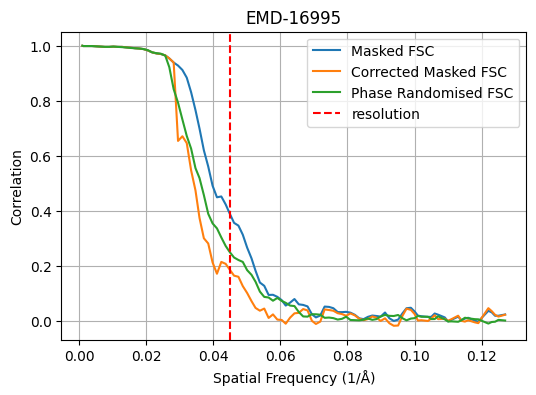 EMD-16995
Masked FSC
Corrected Masked FSC
Phase Randomised FSC
resolution
Correlation
1.0
0.8
0.6
0.4
0.2
0.0
0.00 0.02 0.04 0.06 0.08 0.10 0.12
Spatial Frequency (1/Å)